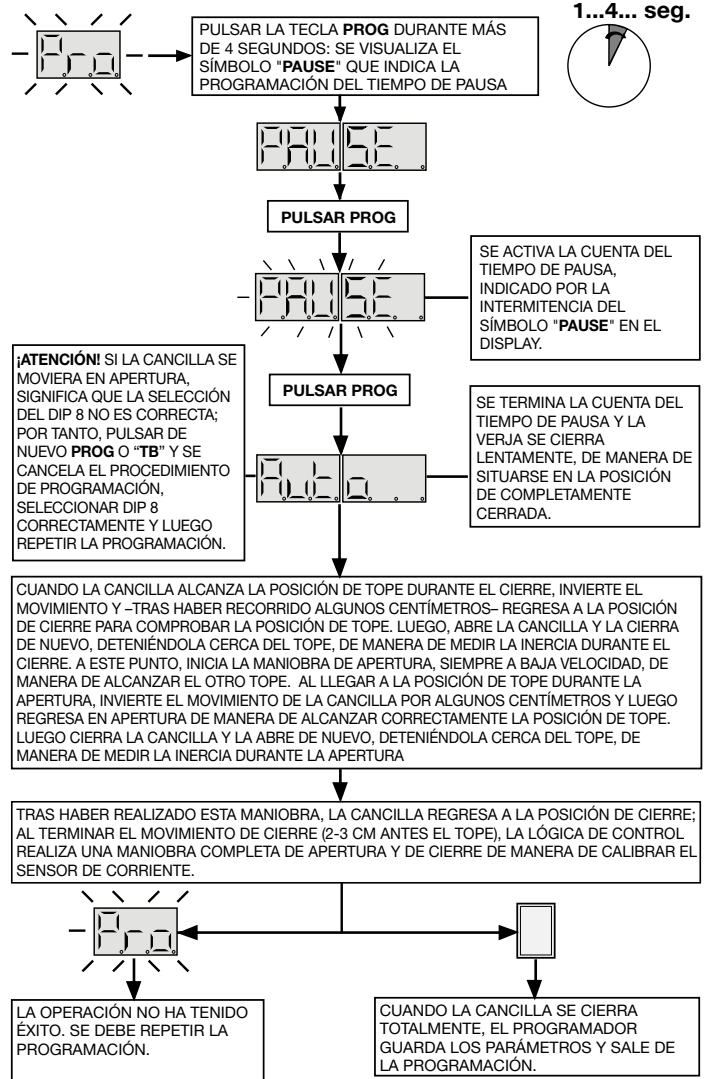 1...4... seg.
Pro
PULSAR LA TECLA PROG DURANTE MÁS
DE 4 SEGUNDOS: SE VISUALIZA EL
SÍMBOLO "PAUSE" QUE INDICA LA
PROGRAMACIÓN DEL TIEMPO DE PAUSA
PAUSE
PULSAR PROG
PAUSE
SE ACTIVA LA CUENTA DEL
TIEMPO DE PAUSA,
INDICADO POR LA
INTERMITENCIA DEL
SÍMBOLO "PAUSE" EN EL
DISPLAY.
¡ATENCIÓN! SI LA CANCILLA SE
MOVIERA EN APERTURA,
SIGNIFICA QUE LA SELECCIÓN
DEL DIP 8 NO ES CORRECTA;
POR TANTO, PULSAR DE
NUEVO PROG O “TB” Y SE
CANCELA EL PROCEDIMIENTO
DE PROGRAMACIÓN,
SELECCIONAR DIP 8
CORRECTAMENTE Y LUEGO
REPETIR LA PROGRAMACIÓN.
PULSAR PROG
Auto
SE TERMINA LA CUENTA DEL
TIEMPO DE PAUSA Y LA
VERJA SE CIERRA
LENTAMENTE, DE MANERA DE
SITUARSE EN LA POSICIÓN
DE COMPLETAMENTE
CERRADA.
CUANDO LA CANCILLA ALCANZA LA POSICIÓN DE TOPE DURANTE EL CIERRE, INVIERTE EL
MOVIMIENTO Y –TRAS HABER RECORRIDO ALGUNOS CENTÍMETROS– REGRESA A LA POSICIÓN
DE CIERRE PARA COMPROBAR LA POSICIÓN DE TOPE. LUEGO, ABRE LA CANCILLA Y LA CIERRA
DE NUEVO, DETENIÉNDOLA CERCA DEL TOPE, DE MANERA DE MEDIR LA INERCIA DURANTE EL
CIERRE. A ESTE PUNTO, INICIA LA MANIOBRA DE APERTURA, SIEMPRE A BAJA VELOCIDAD, DE
MANERA DE ALCANZAR EL OTRO TOPE. AL LLEGAR A LA POSICIÓN DE TOPE DURANTE LA
APERTURA, INVIERTE EL MOVIMIENTO DE LA CANCILLA POR ALGUNOS CENTÍMETROS Y LUEGO
REGRESA EN APERTURA DE MANERA DE ALCANZAR CORRECTAMENTE LA POSICIÓN DE TOPE.
LUEGO CIERRA LA CANCILLA Y LA ABRE DE NUEVO, DETENIÉNDOLA CERCA DEL TOPE, DE
MANERA DE MEDIR LA INERCIA DURANTE LA APERTURA
TRAS HABER REALIZADO ESTA MANIOBRA, LA CANCILLA REGRESA A LA POSICIÓN DE CIERRE;
AL TERMINAR EL MOVIMIENTO DE CIERRE (2-3 CM ANTES EL TOPE), LA LÓGICA DE CONTROL
REALIZA UNA MANIOBRA COMPLETA DE APERTURA Y DE CIERRE DE MANERA DE CALIBRAR EL
SENSOR DE CORRIENTE.
Pro
LA OPERACIÓN NO HA TENIDO
ÉXITO. SE DEBE REPETIR LA
PROGRAMACIÓN.
CUANDO LA CANCILLA SE CIERRA
TOTALMENTE, EL PROGRAMADOR
GUARDA LOS PARÁMETROS Y SALE DE
LA PROGRAMACIÓN.